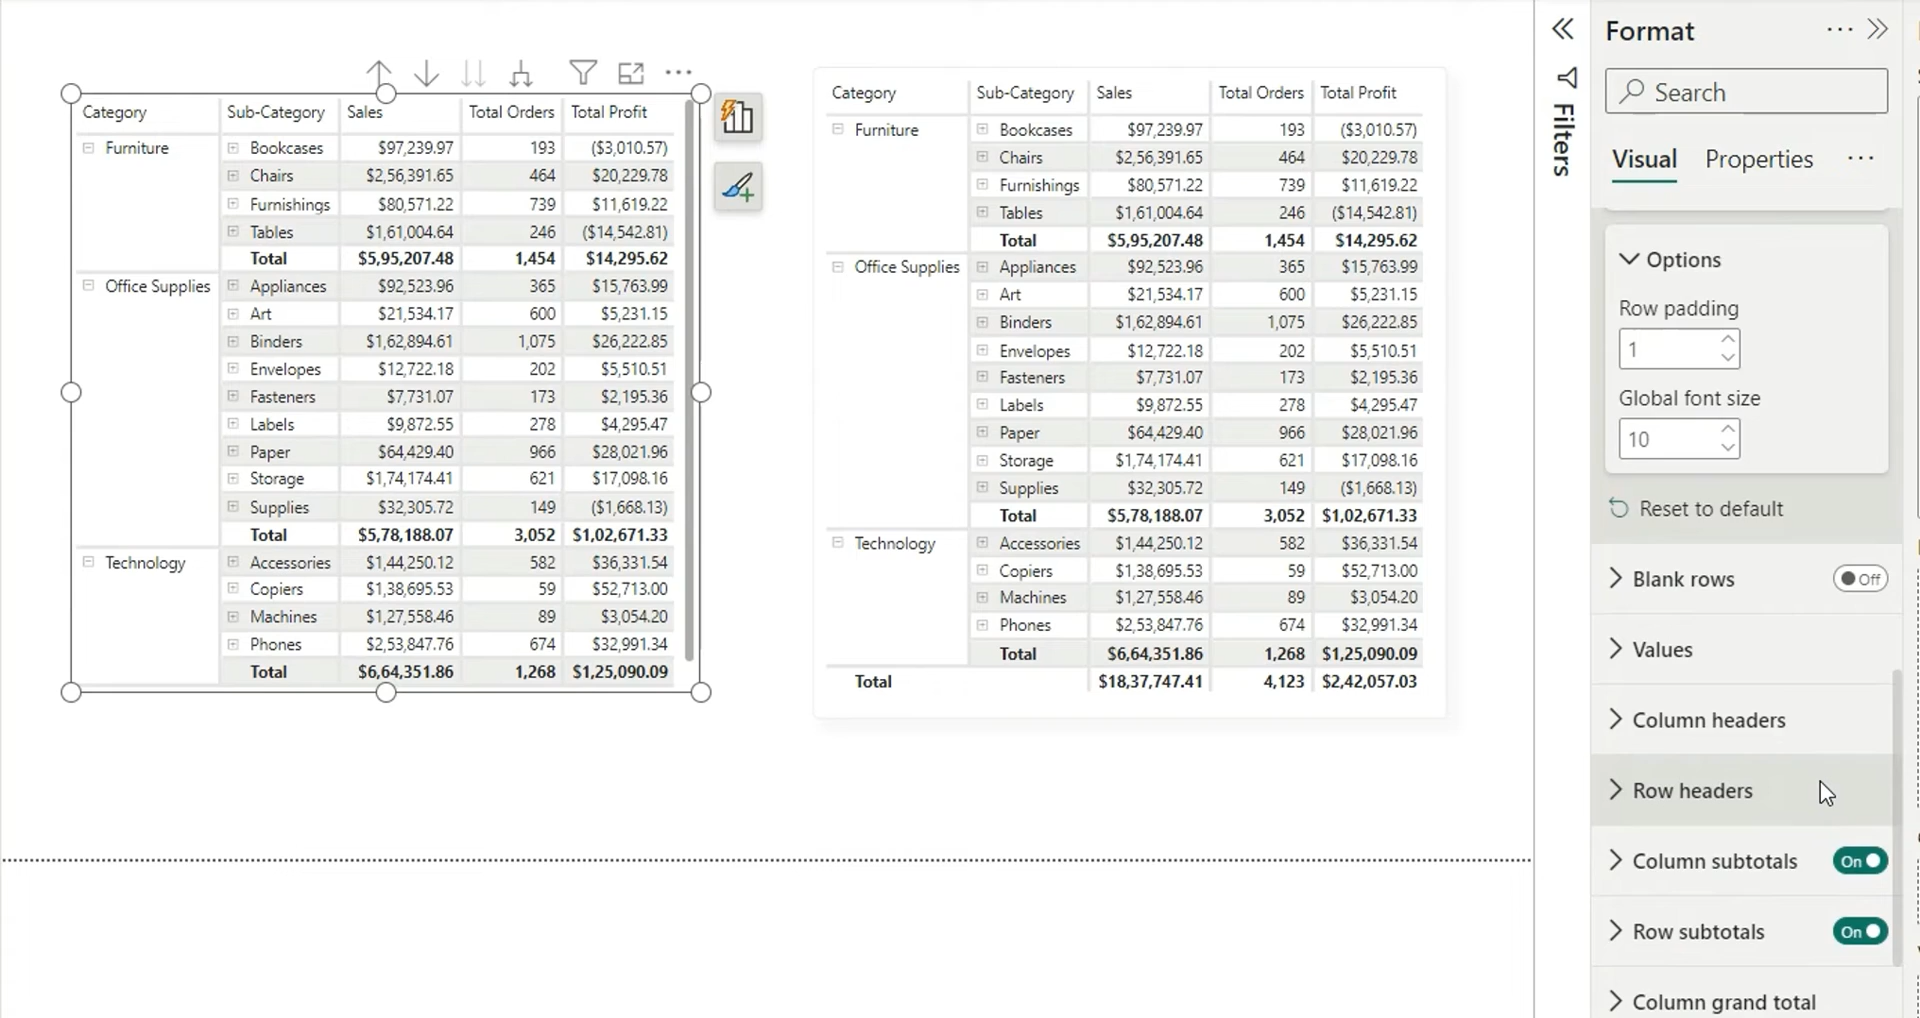 Category Sub-Category Sales Total Orders Total Profit
Furniture Bookcases $97,239.97 193 ($3,010.57)
Chairs $2,56,391.65 464 $20,229.78
Furnishings $80,571.22 739 $11,619.22
Tables $1,61,004.64 246 ($14,542.81)
Total $5,95,207.48 1,454 $14,295.62
Office Supplies Appliances $92,523.96 365 $15,763.99
Art $21,534.17 600 $5,231.15
Binders $1,62,894.61 1,075 $26,222.85
Envelopes $12,722.18 202 $5,510.51
Fasteners $7,731.07 173 $2,195.36
Labels $9,872.55 278 $4,295.47
Paper $64,429.40 966 $28,021.96
Storage $1,74,174.41 621 $17,098.16
Supplies $32,305.72 149 ($1,668.13)
Total $5,78,188.07 3,052 $1,02,671.33
Technology Accessories $1,44,250.12 582 $36,331.54
Copiers $1,38,695.53 59 $52,713.00
Machines $1,27,558.46 89 $3,054.20
Phones $2,53,847.76 674 $32,991.34
Total $6,64,351.86 1,268 $1,25,090.09
Category Sub-Category Sales Total Orders Total Profit
Furniture Bookcases $97,239.97 193 ($3,010.57)
Chairs $2,56,391.65 464 $20,229.78
Furnishings $80,571.22 739 $11,619.22
Tables $1,61,004.64 246 ($14,542.81)
Total $5,95,207.48 1,454 $14,295.62
Office Supplies Appliances $92,523.96 365 $15,763.99
Art $21,534.17 600 $5,231.15
Binders $1,62,894.61 1,075 $26,222.85
Envelopes $12,722.18 202 $5,510.51
Fasteners $7,731.07 173 $2,195.36
Labels $9,872.55 278 $4,295.47
Paper $64,429.40 966 $28,021.96
Storage $1,74,174.41 621 $17,098.16
Supplies $32,305.72 149 ($1,668.13)
Total $5,78,188.07 3,052 $1,02,671.33
Technology Accessories $1,44,250.12 582 $36,331.54
Copiers $1,38,695.53 59 $52,713.00
Machines $1,27,558.46 89 $3,054.20
Phones $2,53,847.76 674 $32,991.34
Total $6,64,351.86 1,268 $1,25,090.09
Total $18,37,747.41 4,123 $2,42,057.03
Filters
Format
Search
Visual Properties
Options
Row padding
1
Global font size
10
Reset to default
Blank rows Off
Values
Column headers
Row headers
Column subtotals On
Row subtotals On
Column grand total